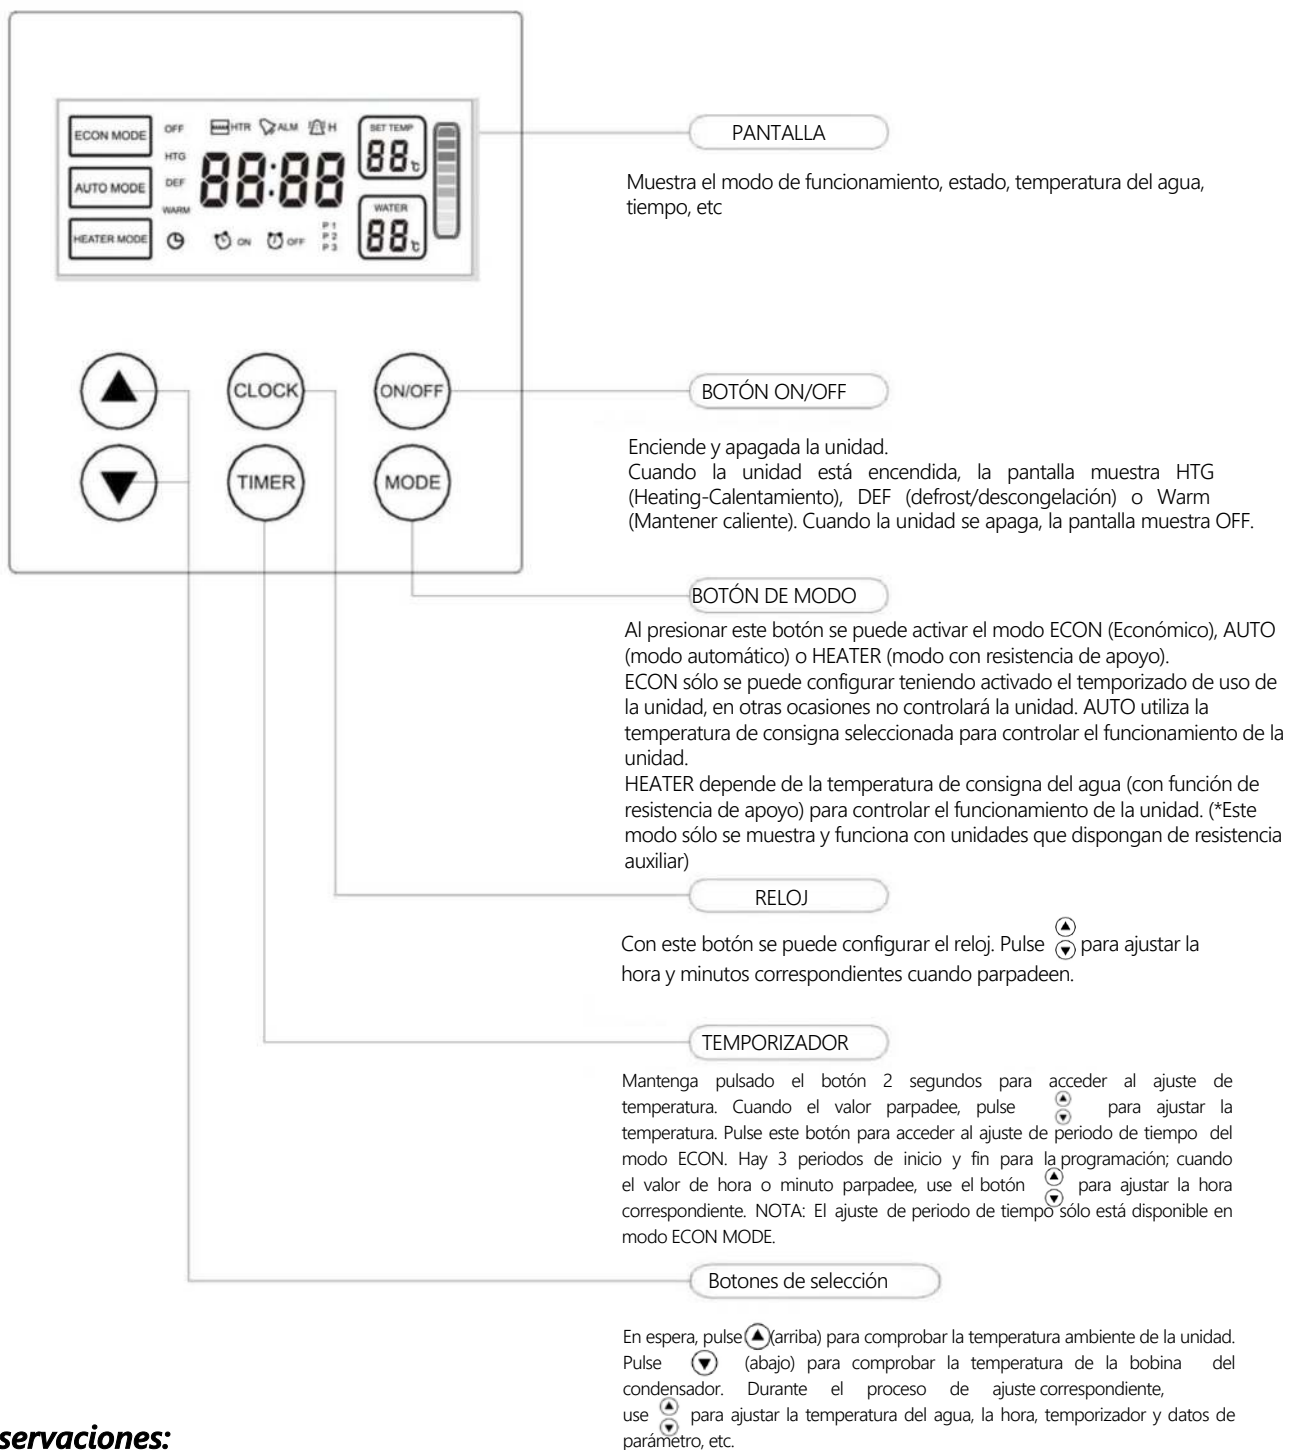 ECON MODE
OFF
HTR
ALM
H
SET TEMP
88 °C
HTG
88:88
AUTO MODE
DEF
WARM
WATER
88 °C
HEATER MODE
ON
OFF
P 1
P 2
P 3
CLOCK
ON/OFF
TIMER
MODE
PANTALLA
Muestra el modo de funcionamiento, estado, temperatura del agua,
tiempo, etc
BOTÓN ON/OFF
Enciende y apagada la unidad.
Cuando la unidad está encendida, la pantalla muestra HTG
(Heating-Calentamiento), DEF (defrost/descongelación) o Warm
(Mantener caliente). Cuando la unidad se apaga, la pantalla muestra OFF.
BOTÓN DE MODO
Al presionar este botón se puede activar el modo ECON (Económico), AUTO
(modo automático) o HEATER (modo con resistencia de apoyo).
ECON sólo se puede configurar teniendo activado el temporizado de uso de
la unidad, en otras ocasiones no controlará la unidad. AUTO utiliza la
temperatura de consigna seleccionada para controlar el funcionamiento de la
unidad.
HEATER depende de la temperatura de consigna del agua (con función de
resistencia de apoyo) para controlar el funcionamiento de la unidad. (*Este
modo sólo se muestra y funciona con unidades que dispongan de resistencia
auxiliar)
RELOJ
Con este botón se puede configurar el reloj. Pulse para ajustar la
hora y minutos correspondientes cuando parpadeen.
TEMPORIZADOR
Mantenga pulsado el botón 2 segundos para acceder al ajuste de
temperatura. Cuando el valor parpadee, pulse para ajustar la
temperatura. Pulse este botón para acceder al ajuste de periodo de tiempo del
modo ECON. Hay 3 periodos de inicio y fin para la programación; cuando
el valor de hora o minuto parpadee, use el botón para ajustar la hora
correspondiente. NOTA: El ajuste de periodo de tiempo sólo está disponible en
modo ECON MODE.
Botones de selección
En espera, pulse (arriba) para comprobar la temperatura ambiente de la unidad.
Pulse (abajo) para comprobar la temperatura de la bobina del
condensador. Durante el proceso de ajuste correspondiente,
use para ajustar la temperatura del agua, la hora, temporizador y datos de
parámetro, etc.
servaciones: